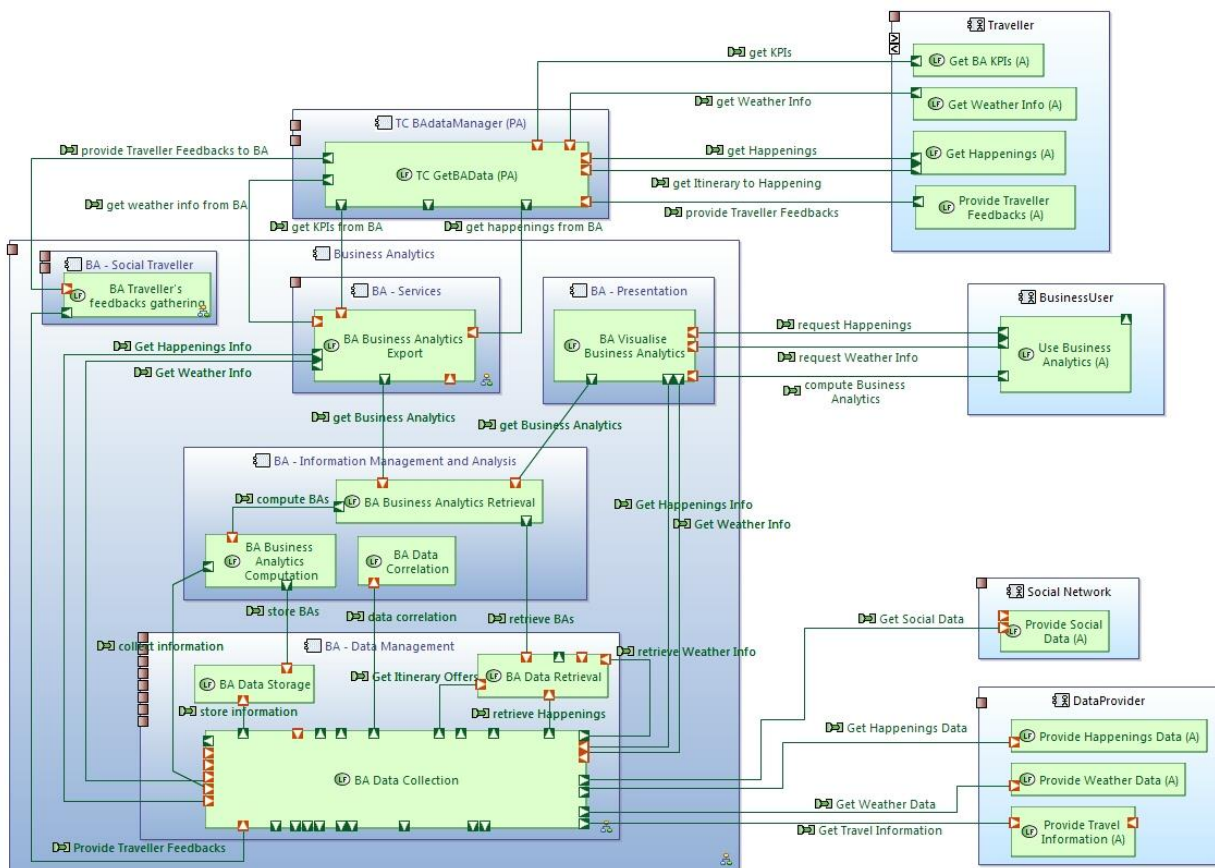 Traveller
get KPIs
Get BA KPIs (A)
get Weather Info
Get Weather Info (A)
TC BAdataManager (PA)
provide Traveller Feedbacks to BA
get Happenings
Get Happenings (A)
TC GetBAData (PA)
get Itinerary to Happening
get weather info from BA
provide Traveller Feedbacks
Provide Traveller
Feedbacks (A)
get KPIs from BA
get happenings from BA
Business Analytics
BA - Social Traveller
BA Traveller's
feedbacks gathering
BA - Services
BA - Presentation
BusinessUser
request Happenings
Get Happenings Info
BA Business Analytics
Export
BA Visualise
Business Analytics
Use Business
Analytics (A)
Get Weather Info
request Weather Info
compute Business
Analytics
get Business Analytics
get Business Analytics
BA - Information Management and Analysis
compute BAs
BA Business Analytics Retrieval
Get Happenings Info
Get Weather Info
BA Business
Analytics
Computation
BA Data
Correlation
Social Network
store BAs
data correlation
retrieve BAs
Get Social Data
Provide Social
Data (A)
collect information
BA - Data Management
retrieve Weather Info
BA Data Storage
Get Itinerary Offers
BA Data Retrieval
DataProvider
store information
retrieve Happenings
Get Happenings Data
Provide Happenings Data (A)
BA Data Collection
Provide Weather Data (A)
Get Weather Data
Get Travel Information
Provide Travel
Information (A)
Provide Traveller Feedbacks